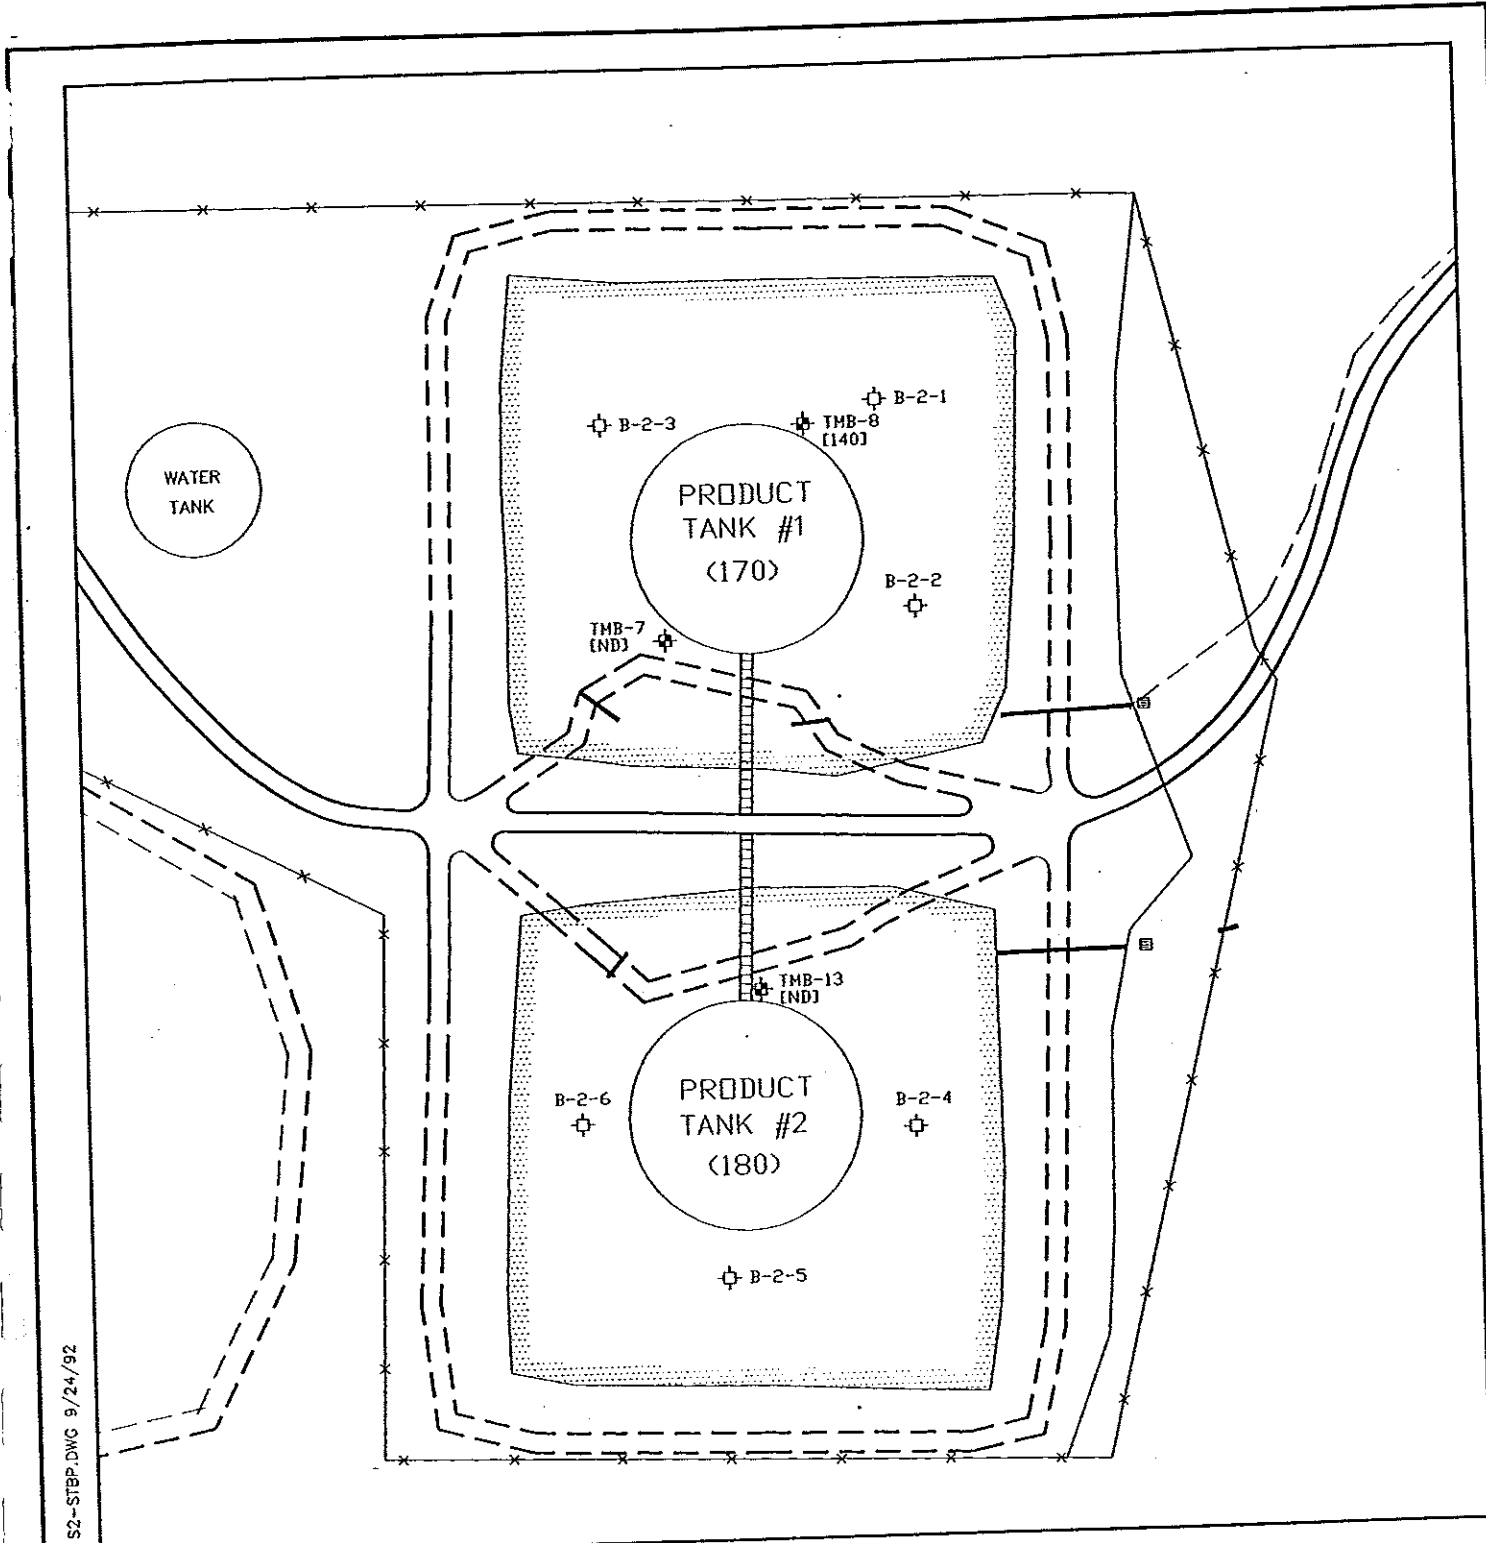 B-2-1
B-2-3
TMB-8
[140]
WATER
TANK
PRODUCT
TANK #1
(170)
B-2-2
TMB-7
[ND]
TMB-13
[ND]
PRODUCT
TANK #2
(180)
B-2-6
B-2-4
B-2-5
S2-STBP.DWG 9/24/92